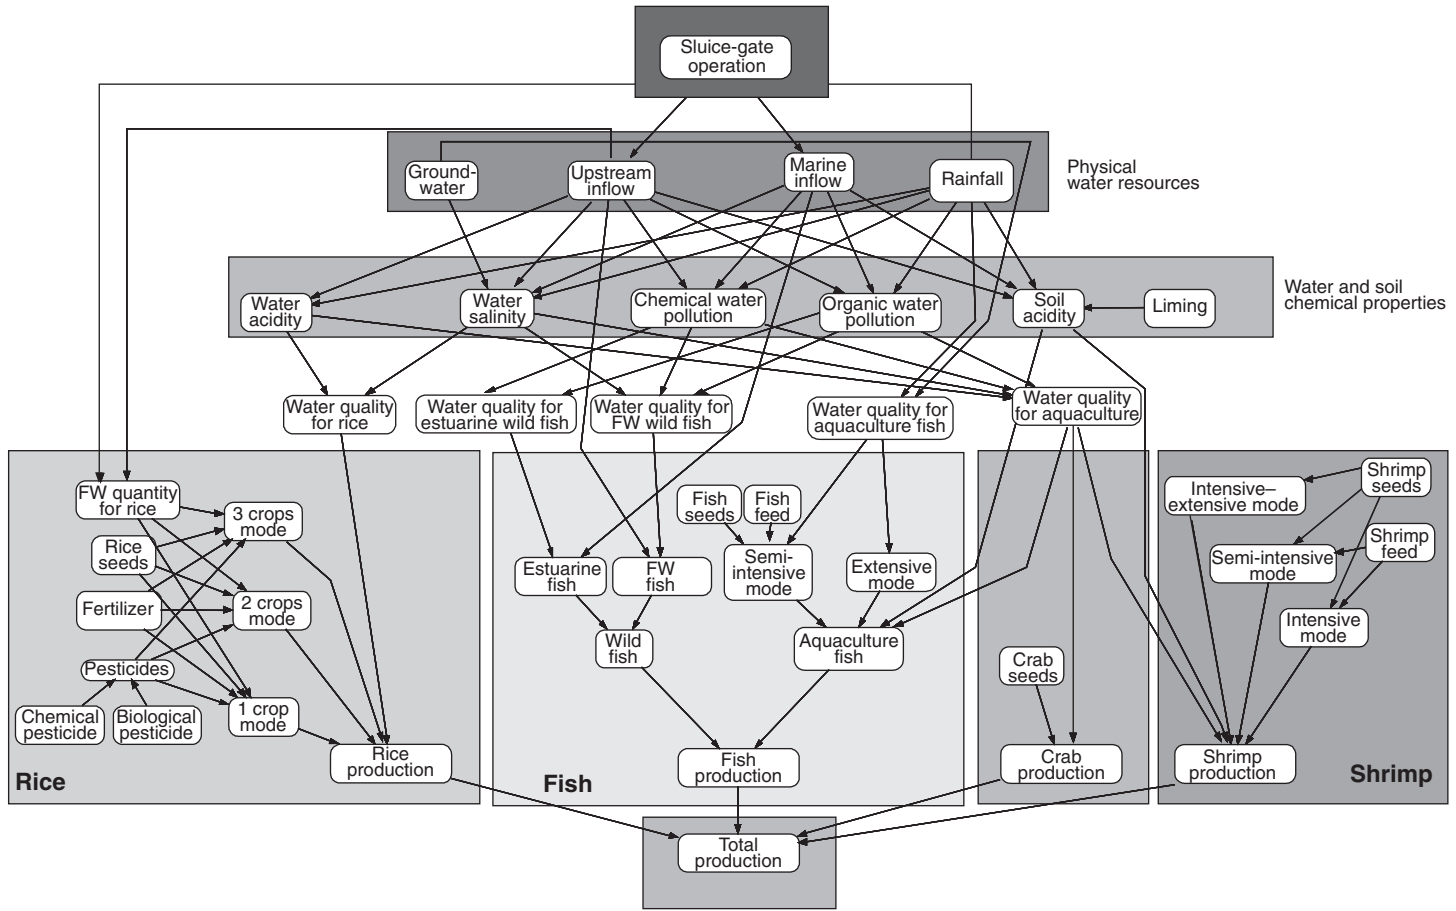 Sluice-gate
operation
Ground-
water
Upstream
inflow
Marine
inflow
Rainfall
Physical
water resources
Water
acidity
Water
salinity
Chemical water
pollution
Organic water
pollution
Soil
acidity
Liming
Water and soil
chemical properties
Water quality
for rice
Water quality for
estuarine wild fish
Water quality for
FW wild fish
Water quality for
aquaculture fish
Water quality
for aquaculture
FW quantity
for rice
3 crops
mode
Rice
seeds
Fertilizer
2 crops
mode
Pesticides
Chemical
pesticide
Biological
pesticide
1 crop
mode
Rice
production
Rice
Fish
seeds
Fish
feed
Estuarine
fish
FW
fish
Semi-
intensive
mode
Extensive
mode
Wild
fish
Aquaculture
fish
Fish
production
Fish
Crab
seeds
Crab
production
Intensive–
extensive mode
Shrimp
seeds
Semi-intensive
mode
Shrimp
feed
Intensive
mode
Shrimp
production
Shrimp
Total
production